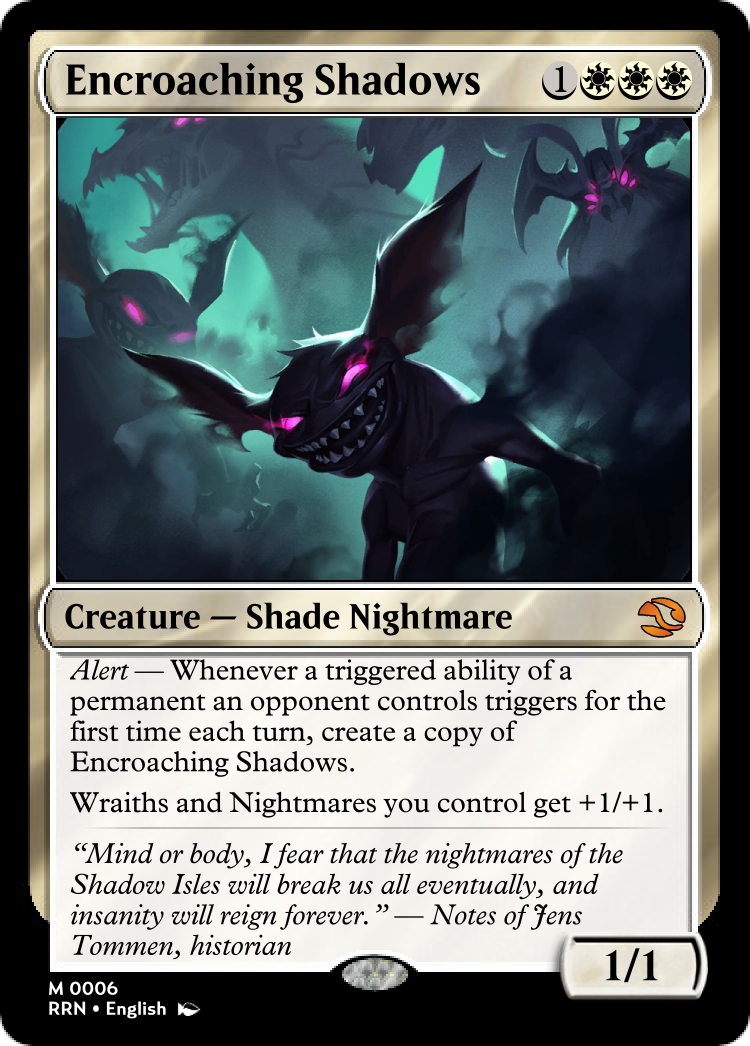 Encroaching Shadows 1
Creature — Shade Nightmare
Alert — Whenever a triggered ability of a
permanent an opponent controls triggers for the
first time each turn, create a copy of
Encroaching Shadows.
Wraiths and Nightmares you control get +1/+1.
“Mind or body, I fear that the nightmares of the
Shadow Isles will break us all eventually, and
insanity will reign forever.” — Notes of Jens
Tommen, historian
1/1
M 0006
RRN • English